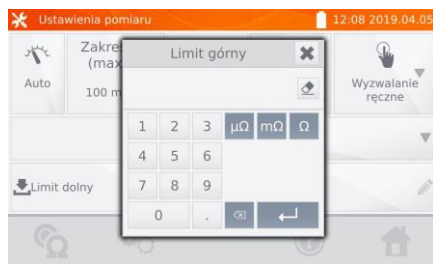 Ustawienia pomiaru
12:08 2019.04.05
Limit górny
Auto
Zakre
(max
100 m
Wyzwalanie
ręczne
1 2 3 µΩ mΩ Ω
4 5 6
7 8 9
0 .
Limit dolny